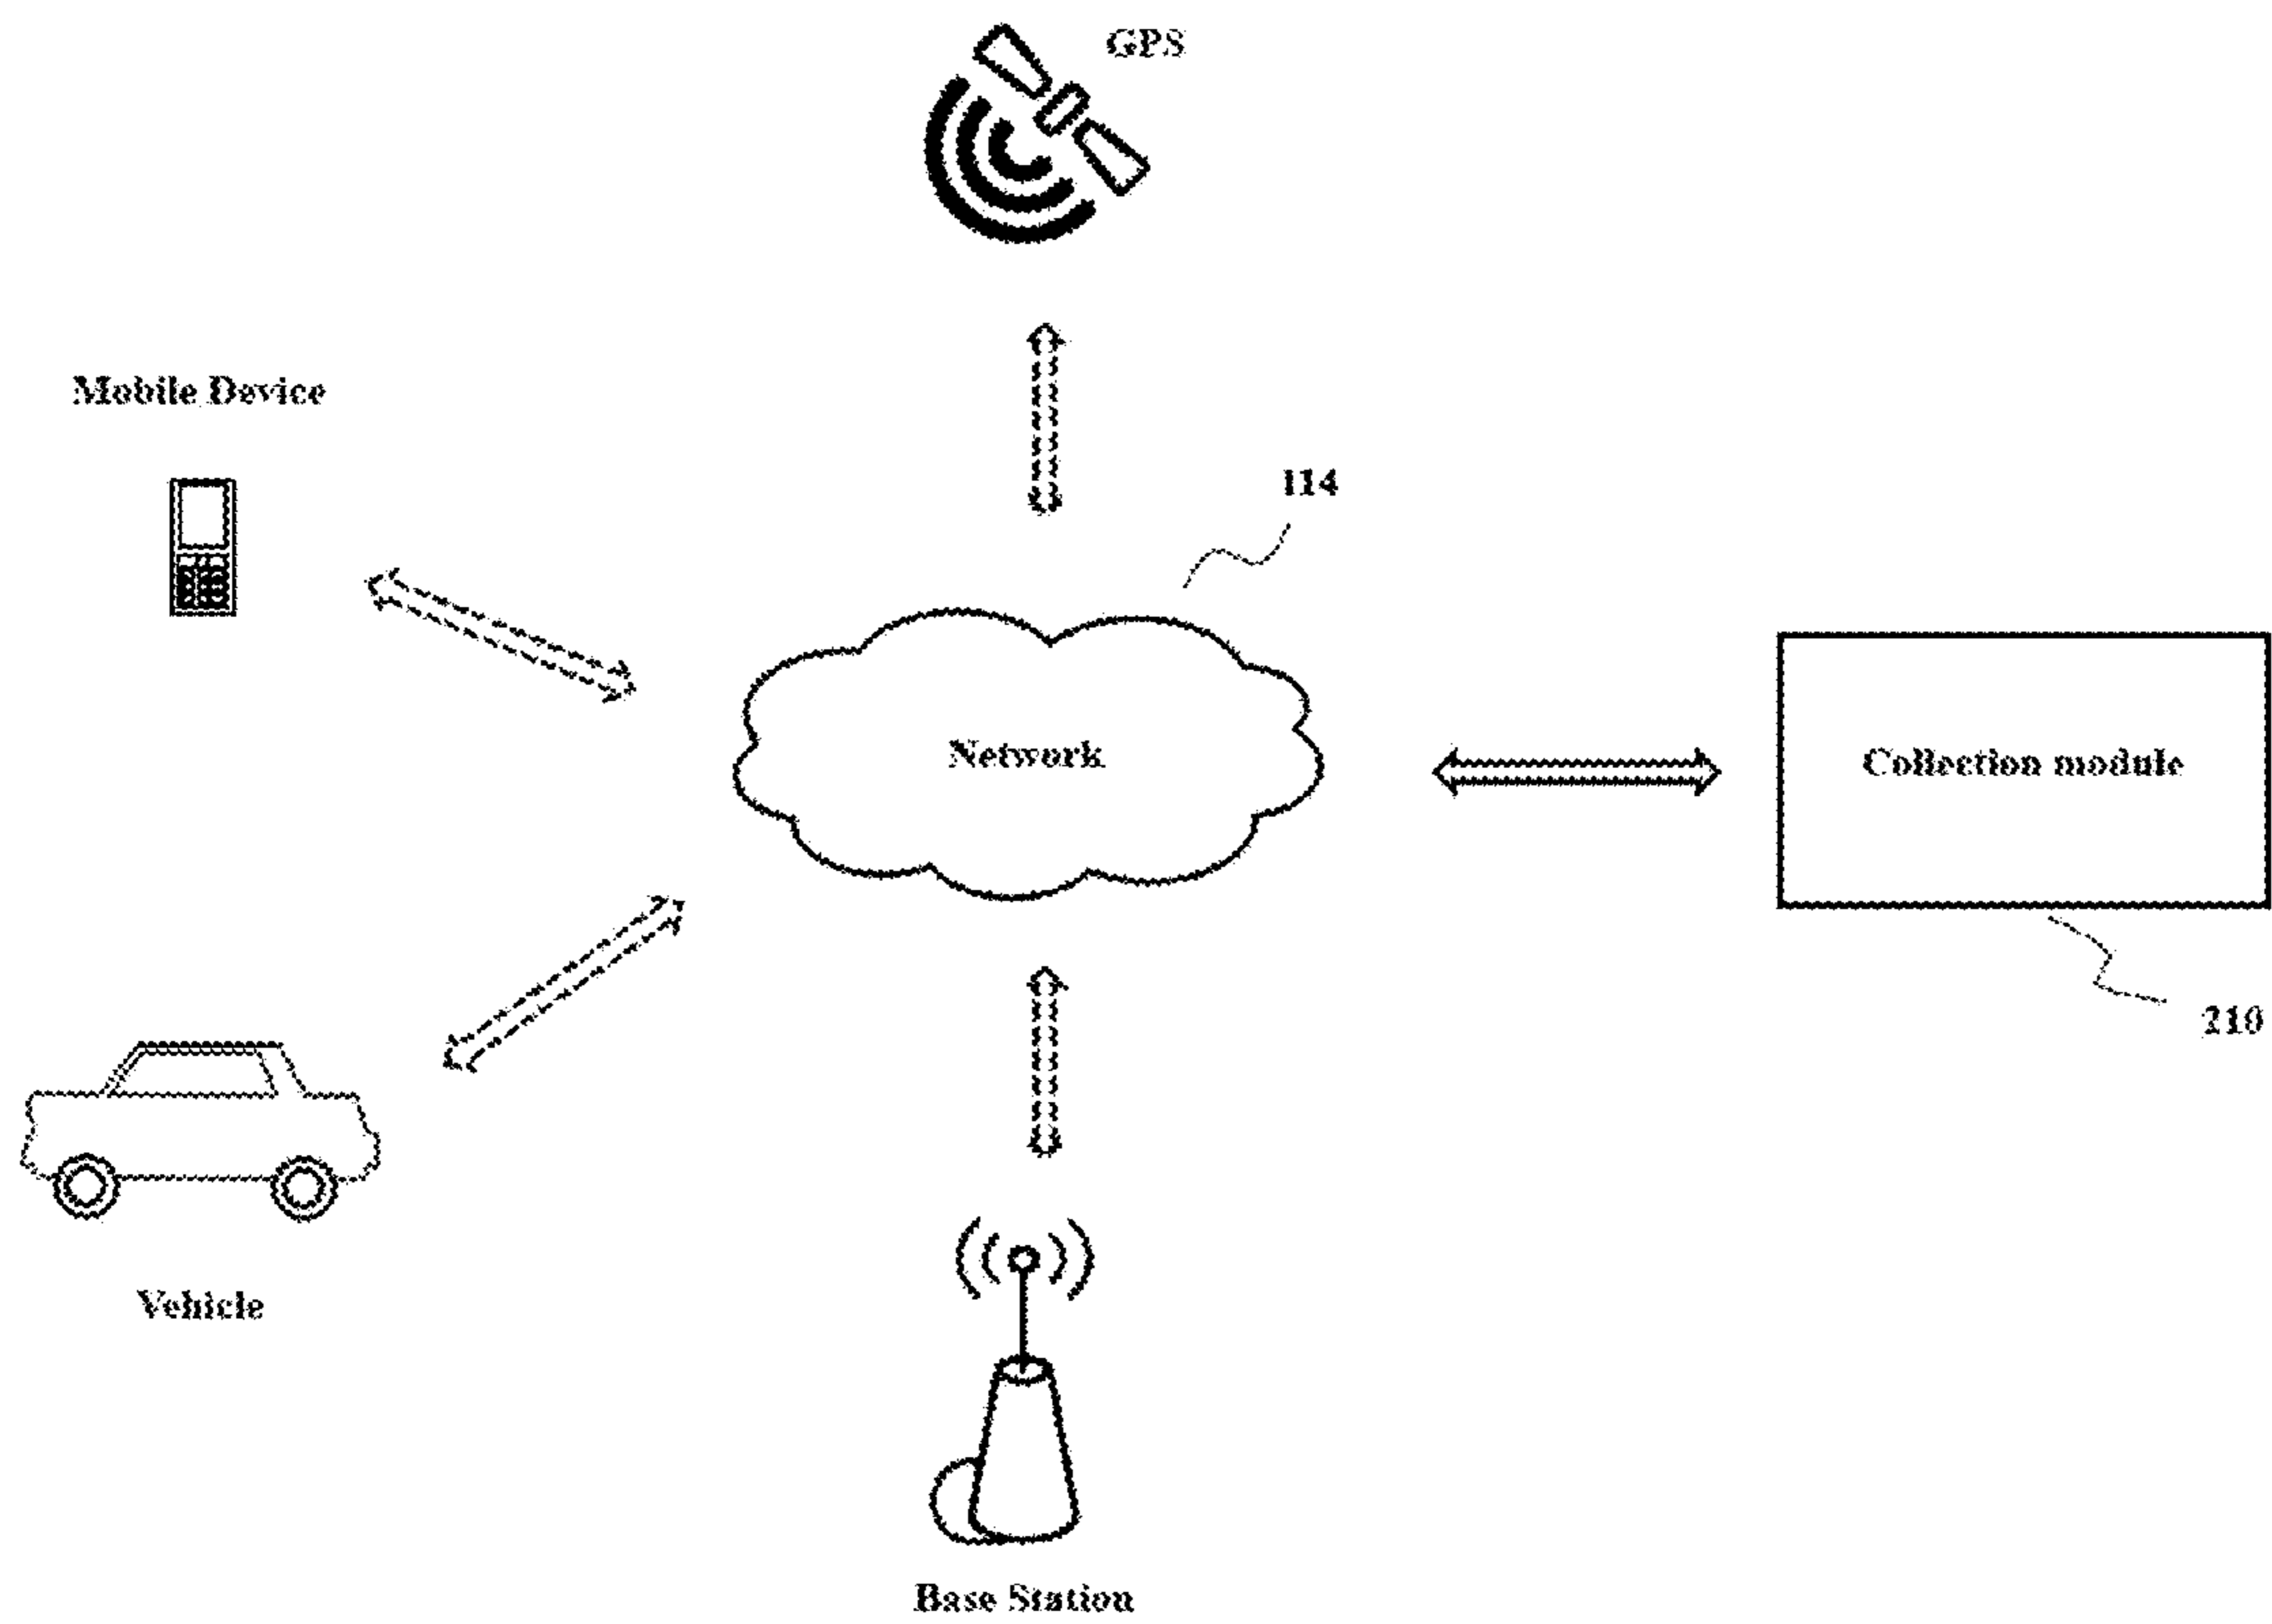 GPS
Mobile Device
114
Network
Collection module
210
Vehicle
Base Station